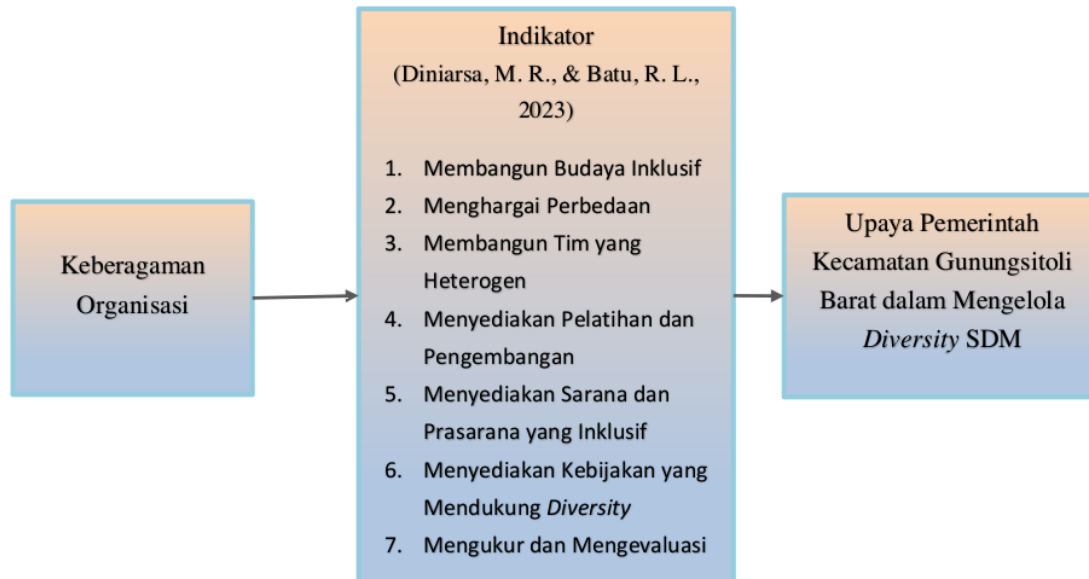 Keberagaman
Organisasi
Indikator
(Diniarsa, M. R., & Batu, R. L.,
2023)
1. Membangun Budaya Inklusif
2. Menghargai Perbedaan
3. Membangun Tim yang
Heterogen
4. Menyediakan Pelatihan dan
Pengembangan
5. Menyediakan Sarana dan
Prasarana yang Inklusif
6. Menyediakan Kebijakan yang
Mendukung Diversity
7. Mengukur dan Mengevaluasi
Upaya Pemerintah
Kecamatan Gunungsitoli
Barat dalam Mengelola
Diversity SDM